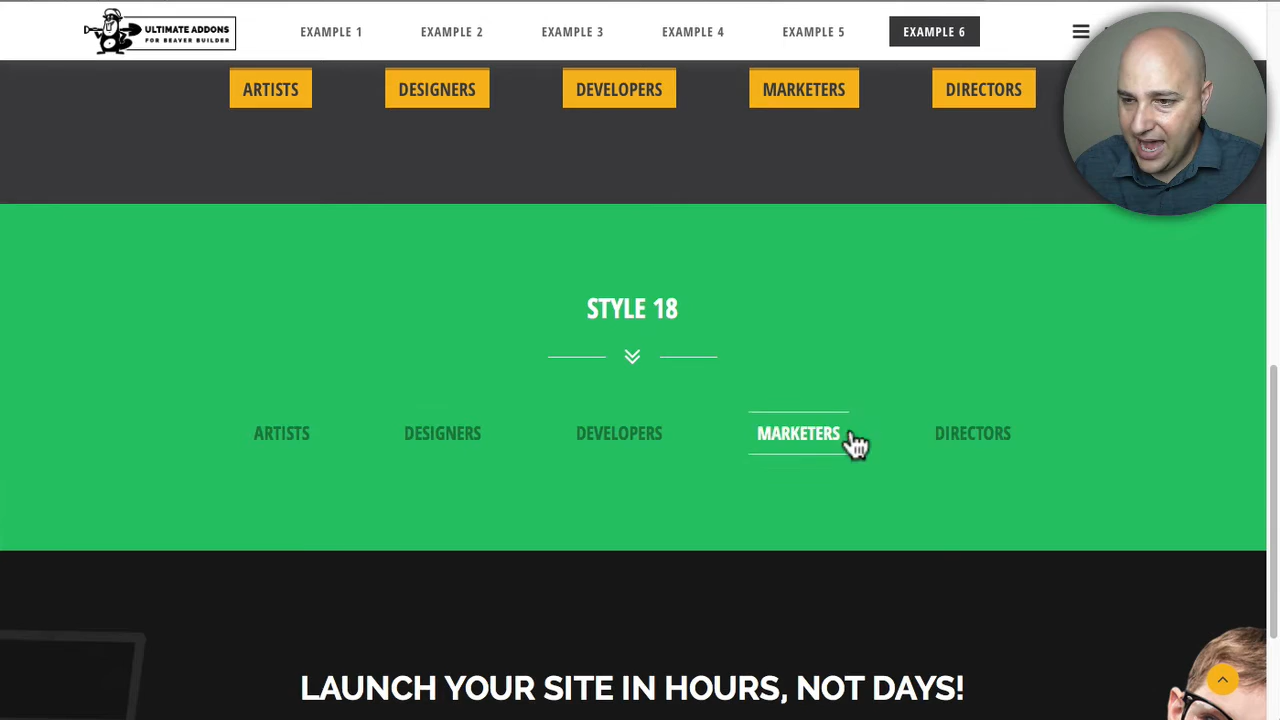 ULTIMATE ADDONS
FOR BEAVER BUILDER
EXAMPLE 1 EXAMPLE 2 EXAMPLE 3 EXAMPLE 4 EXAMPLE 5 EXAMPLE 6
ARTISTS DESIGNERS DEVELOPERS MARKETERS DIRECTORS
STYLE 18
ARTISTS DESIGNERS DEVELOPERS MARKETERS DIRECTORS
LAUNCH YOUR SITE IN HOURS, NOT DAYS!